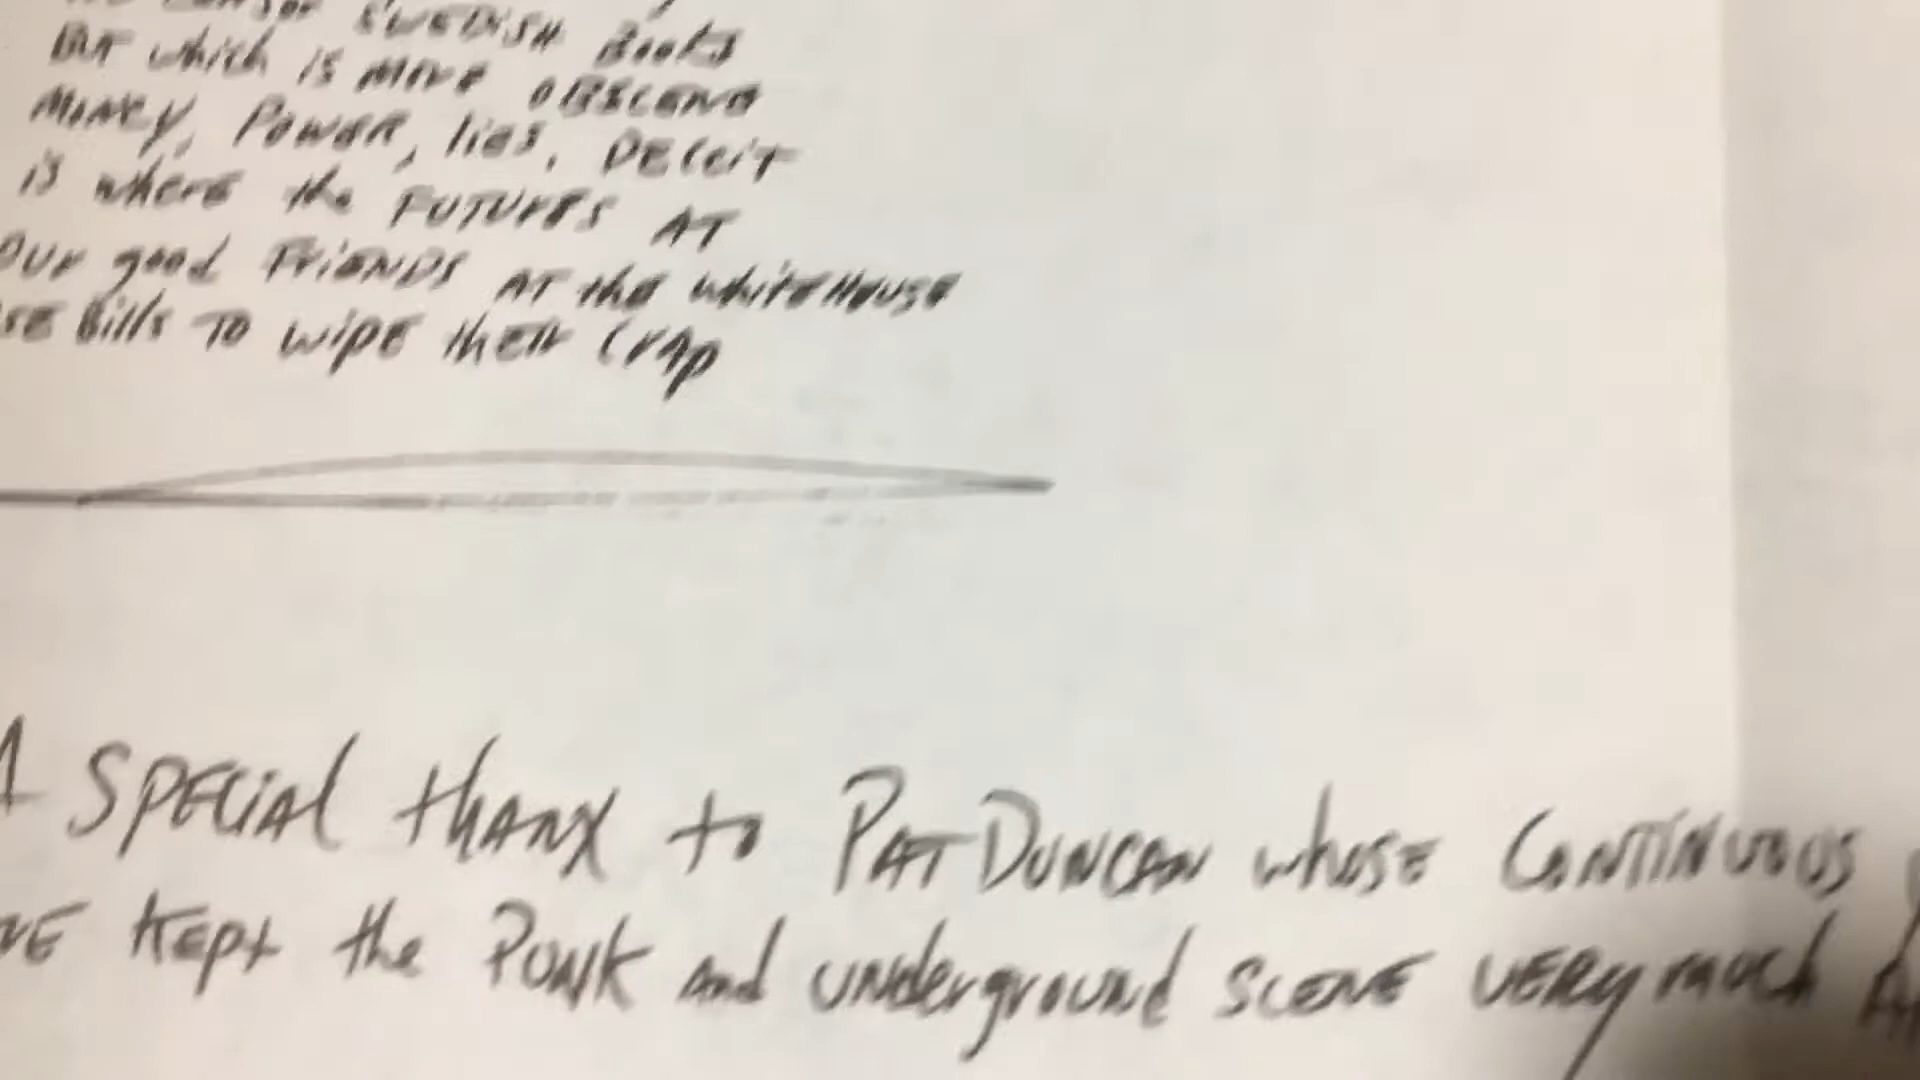 SWEDISH Books
But which is more obscene
Money, Power, lies, Deceit
is where the Futures at
Our good Friends at the whitehouse
use Bills to wipe their crap
A Special thanx to Pat Duncan whose Continuous
kept the Punk and underground scene very much